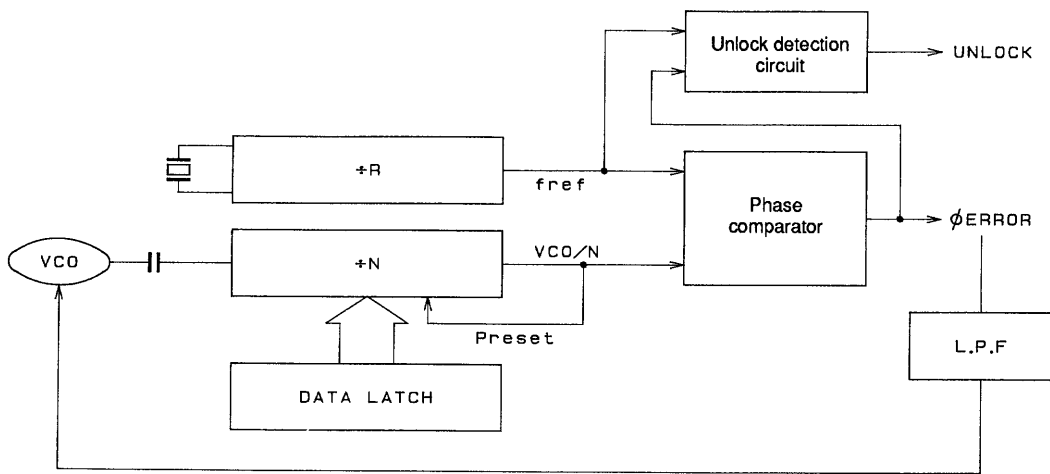 Unlock detection
circuit
UNLOCK
÷R
fref
Phase
comparator
φERROR
VCO
÷N
VCO/N
Preset
L.P.F
DATA LATCH